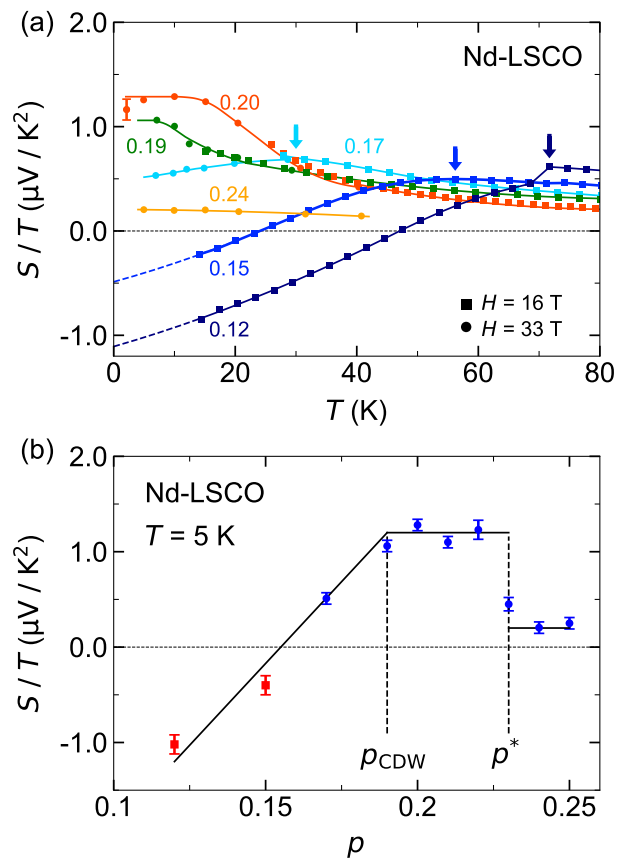 (a)
Nd-LSCO
S / T (μV / K²)
2.0
1.0
0.0
-1.0
0.20
0.19
0.17
0.24
0.15
0.12
■ H = 16 T
● H = 33 T
0 20 40 60 80
T (K)
(b)
Nd-LSCO
T = 5 K
S / T (μV / K²)
2.0
1.0
0.0
-1.0
pCDW
p*
0.1 0.15 0.2 0.25
p